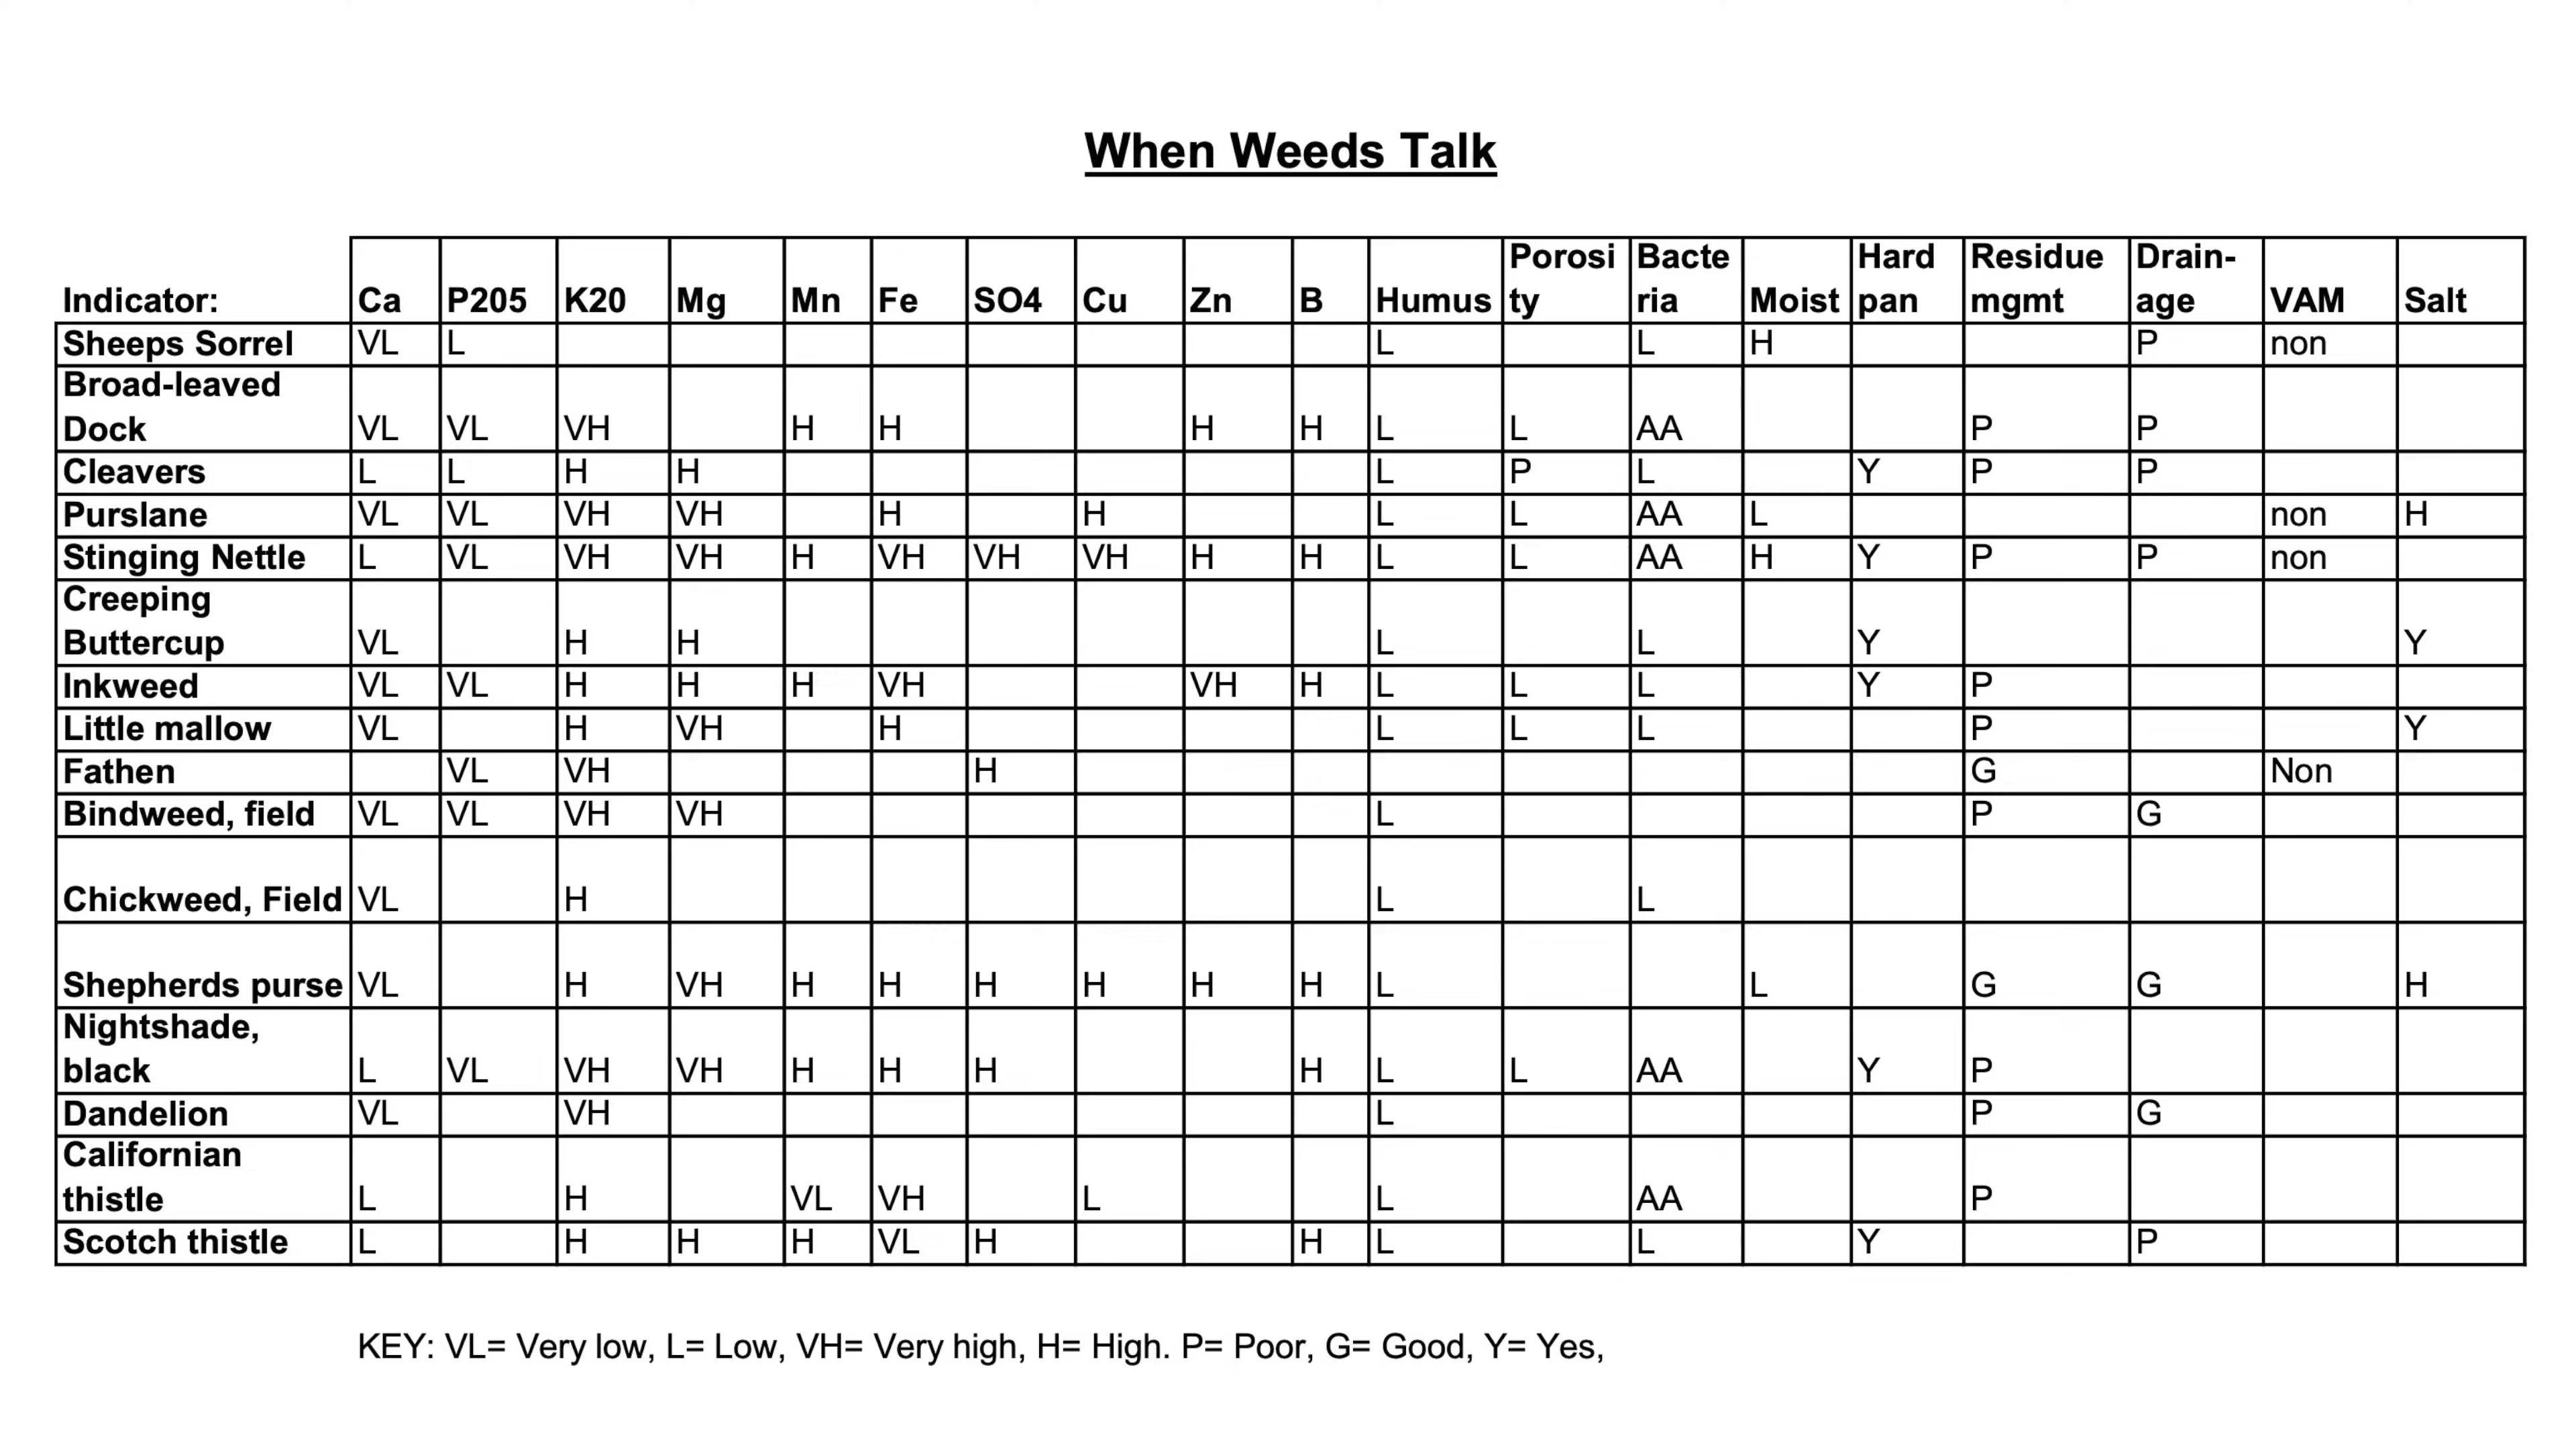 When Weeds Talk
Indicator: Ca P205 K20 Mg Mn Fe SO4 Cu Zn B Humus Porosi ty Bacte ria Moist Hard pan Residue mgmt Drain- age VAM Salt
Sheeps Sorrel VL L L L H P non
Broad-leaved
Dock VL VL VH H H H H L L AA P P
Cleavers L L H H L P L Y P P
Purslane VL VL VH VH H H L L AA L non H
Stinging Nettle L VL VH VH H VH VH VH H H L L AA H Y P P non
Creeping
Buttercup VL H H L L Y Y
Inkweed VL VL H H H VH VH H L L L Y P
Little mallow VL H VH H L L L P Y
Fathen VL VH H G Non
Bindweed, field VL VL VH VH L P G
Chickweed, Field VL H L L
Shepherds purse VL H VH H H H H H H L L G G H
Nightshade,
black L VL VH VH H H H H L L AA Y P
Dandelion VL VH L P G
Californian
thistle L H VL VH L L AA P
Scotch thistle L H H H VL H H L L Y P
KEY: VL= Very low, L= Low, VH= Very high, H= High. P= Poor, G= Good, Y= Yes,